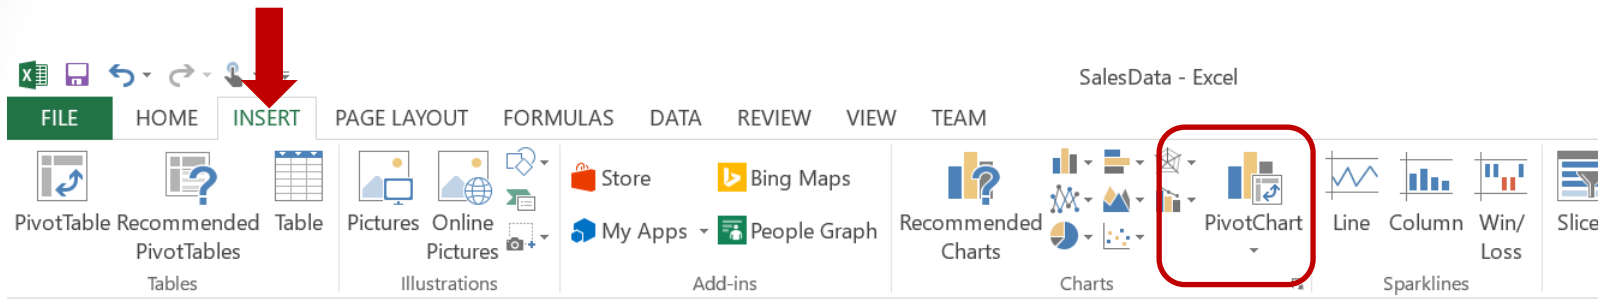 SalesData - Excel
FILE HOME INSERT PAGE LAYOUT FORMULAS DATA REVIEW VIEW TEAM
Store Bing Maps
PivotTable Recommended PivotTables Table Pictures Online Pictures My Apps People Graph Recommended Charts PivotChart Line Column Win/ Loss Slice
Tables Illustrations Add-ins Charts Sparklines